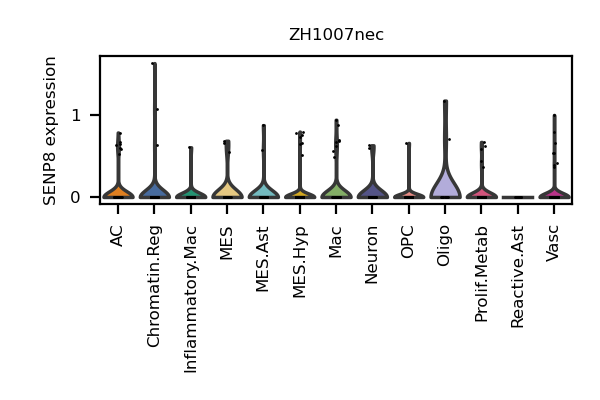 ZH1007nec
SENP8 expression
1
0
AC
Chromatin.Reg
Inflammatory.Mac
MES
MES.Ast
MES.Hyp
Mac
Neuron
OPC
Oligo
Prolif.Metab
Reactive.Ast
Vasc